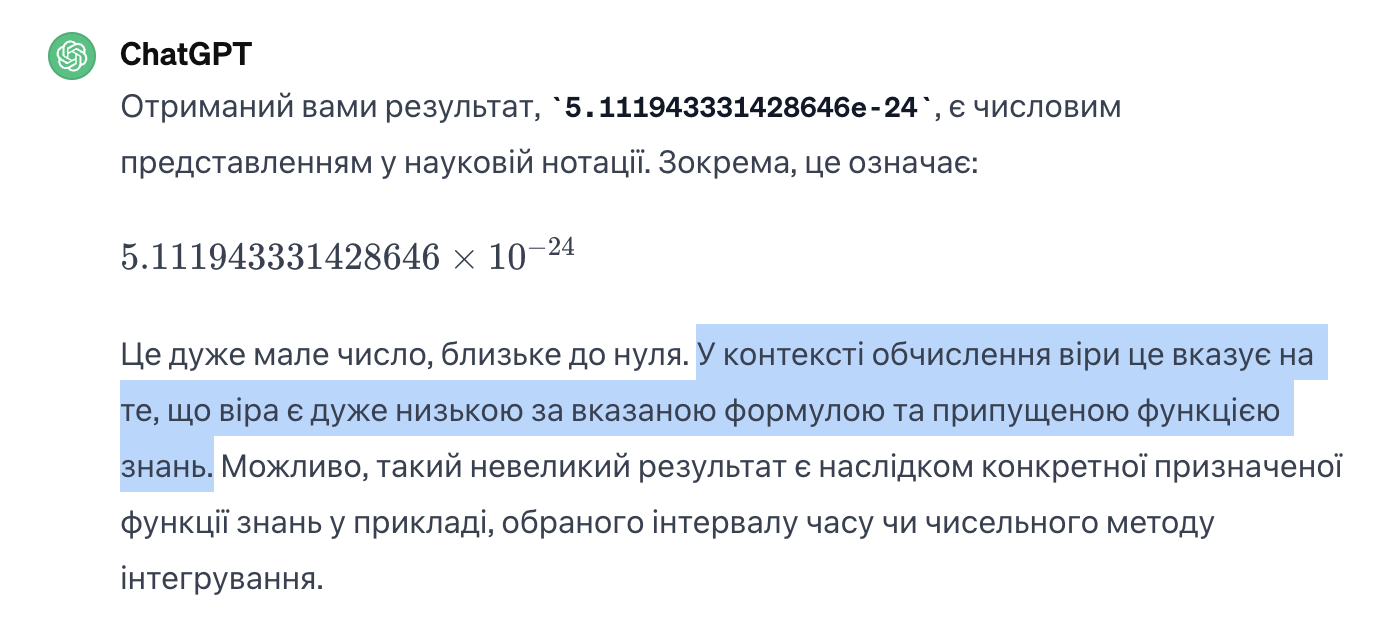 ChatGPT
Отриманий вами результат, `5.111943331428646e-24`, є числовим
представленням у науковій нотації. Зокрема, це означає:
5.111943331428646 × 10⁻²⁴
Це дуже мале число, близьке до нуля. У контексті обчислення віри це вказує на
те, що віра є дуже низькою за вказаною формулою та припущеною функцією
знань. Можливо, такий невеликий результат є наслідком конкретної призначеної
функції знань у прикладі, обраного інтервалу часу чи чисельного методу
інтегрування.